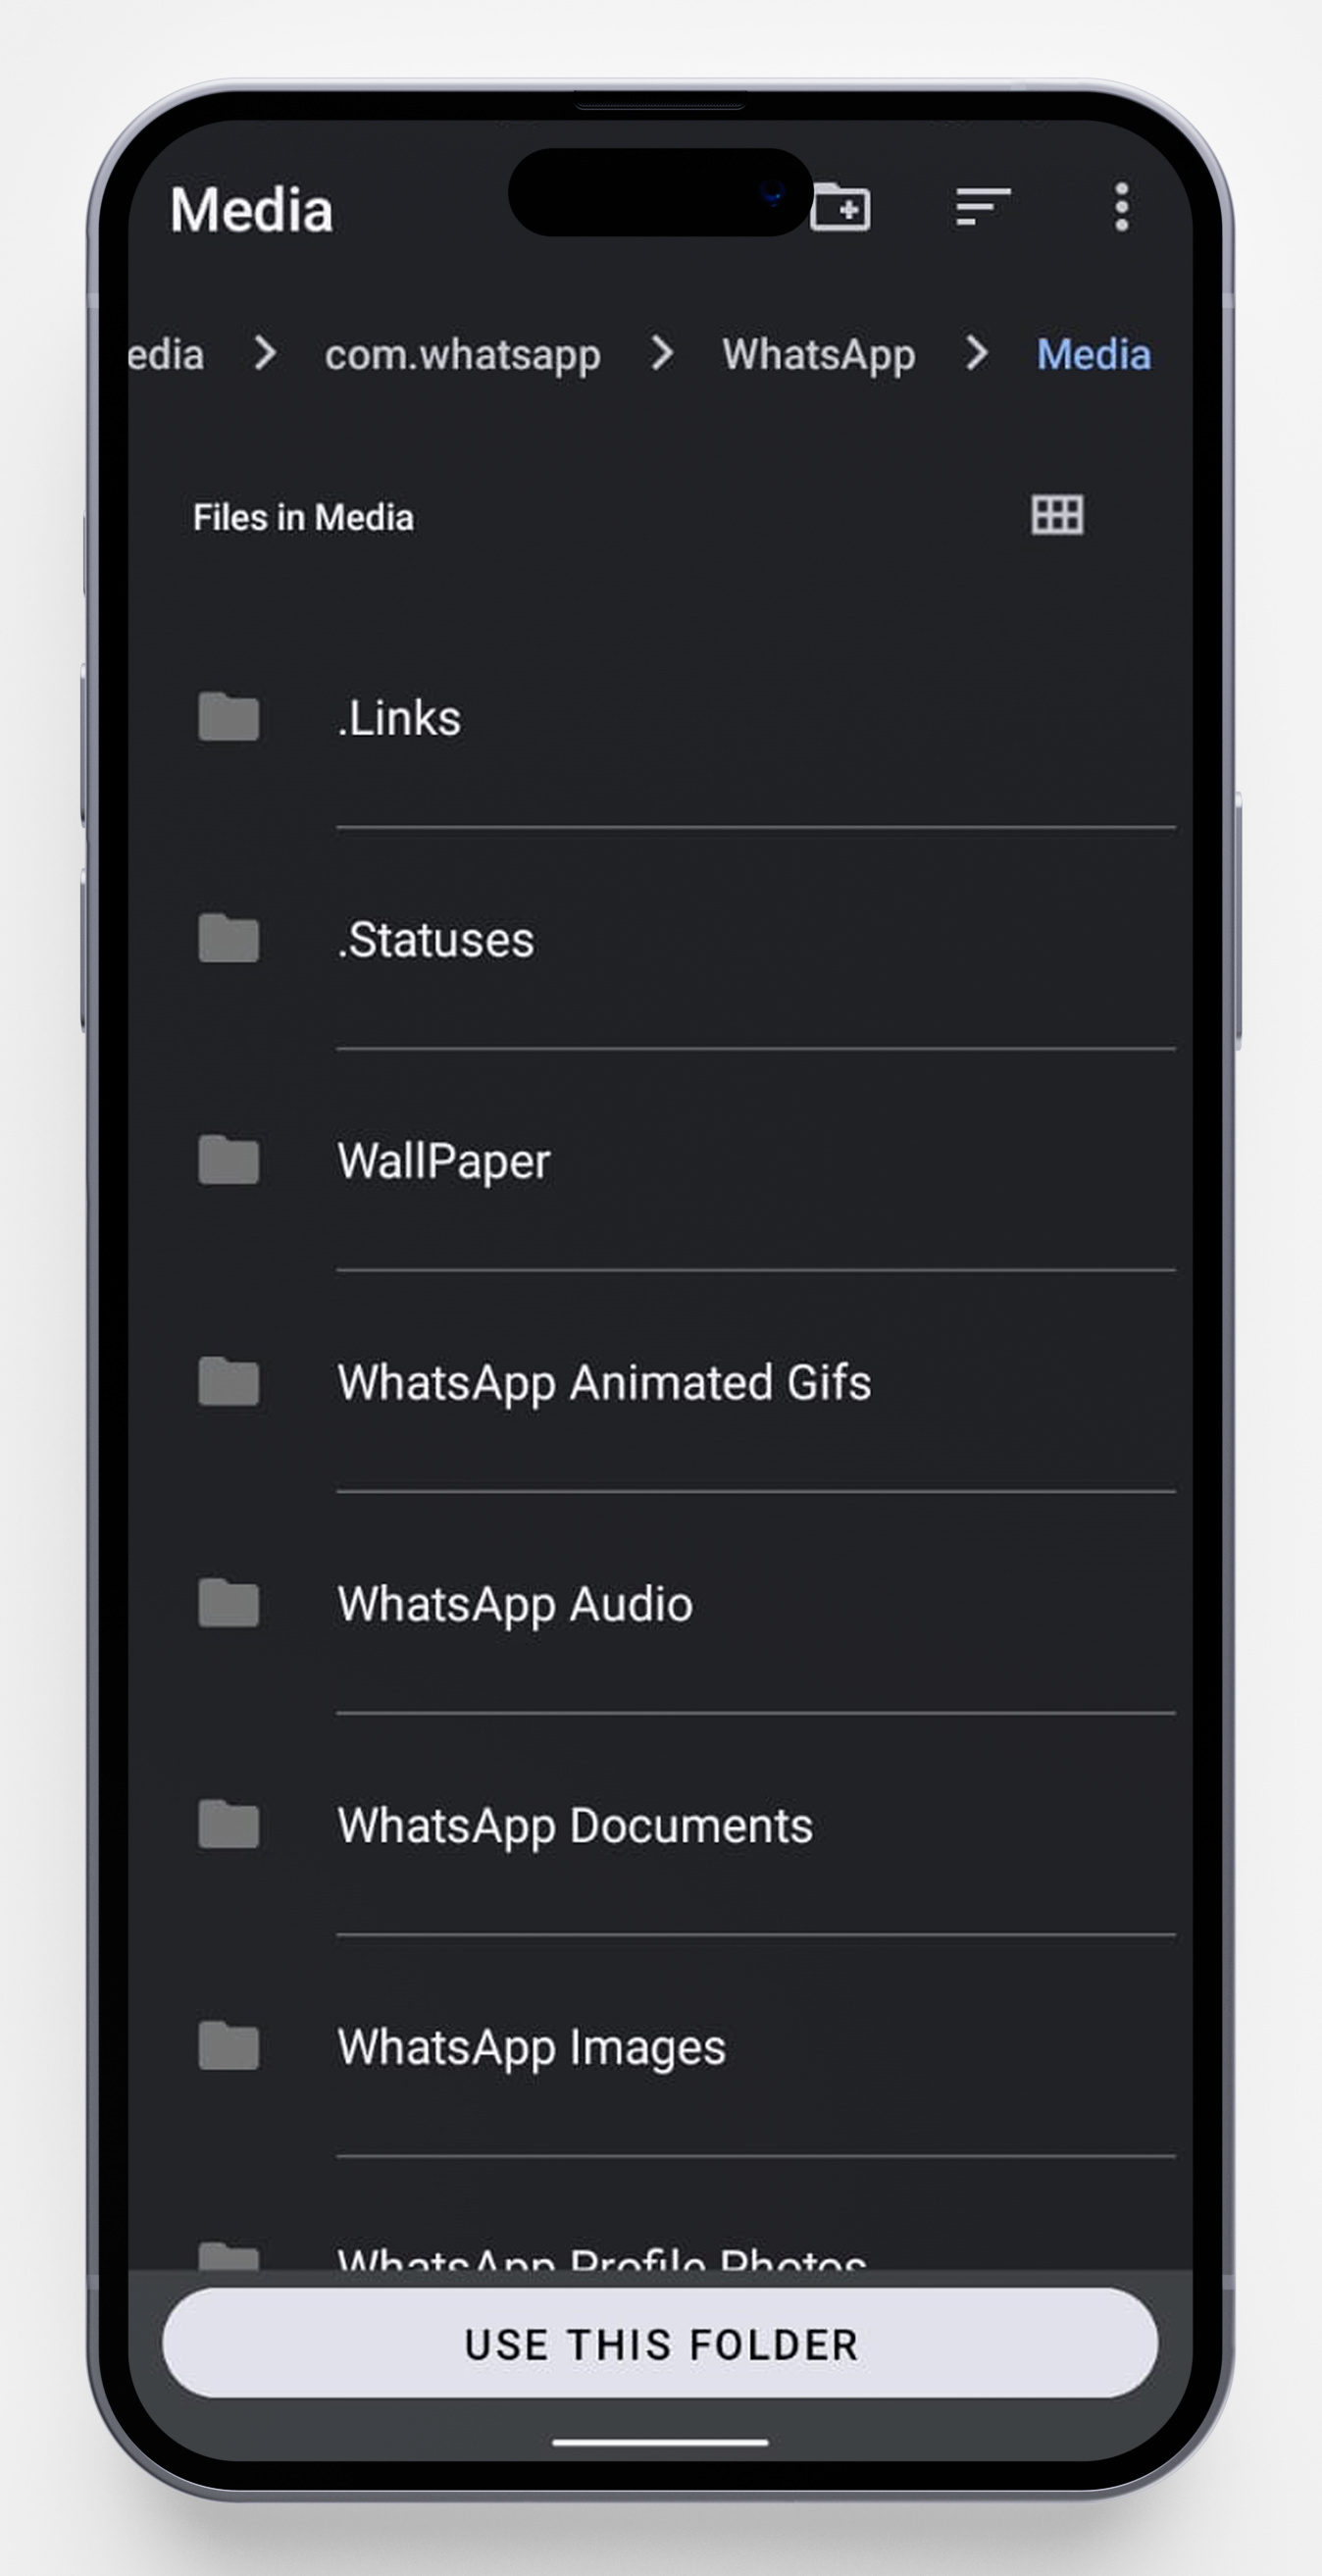 Media
edia > com.whatsapp > WhatsApp > Media
Files in Media
.Links
.Statuses
WallPaper
WhatsApp Animated Gifs
WhatsApp Audio
WhatsApp Documents
WhatsApp Images
WhatsApp Profile Photos
USE THIS FOLDER